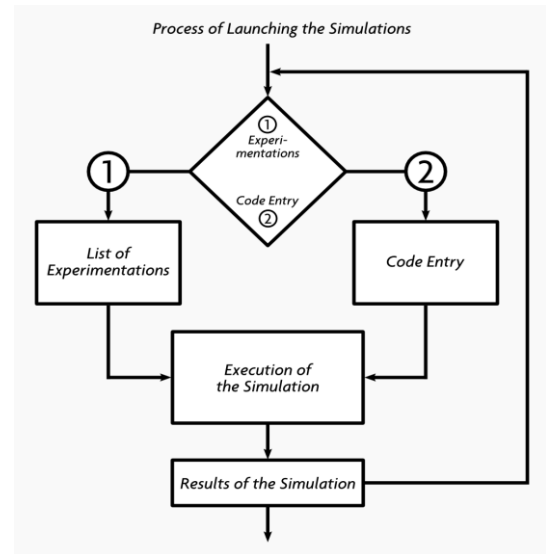 Process of Launching the Simulations
①
Experi-
mentations
Code Entry
②
1
2
List of
Experimentations
Code Entry
Execution of
the Simulation
Results of the Simulation